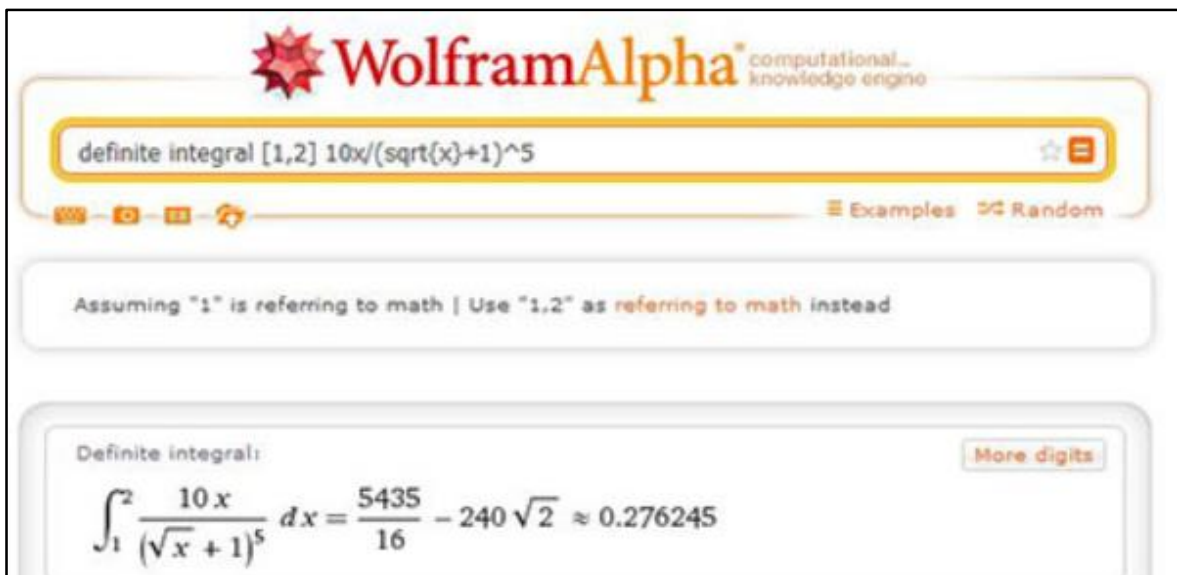 WolframAlpha computational... knowledge engine
definite integral [1,2] 10x/(sqrt{x}+1)^5
Examples Random
Assuming "1" is referring to math | Use "1,2" as referring to math instead
Definite integral: More digits
∫₁² 10 x / (√x + 1)⁵ dx = 5435/16 − 240 √2 ≈ 0.276245